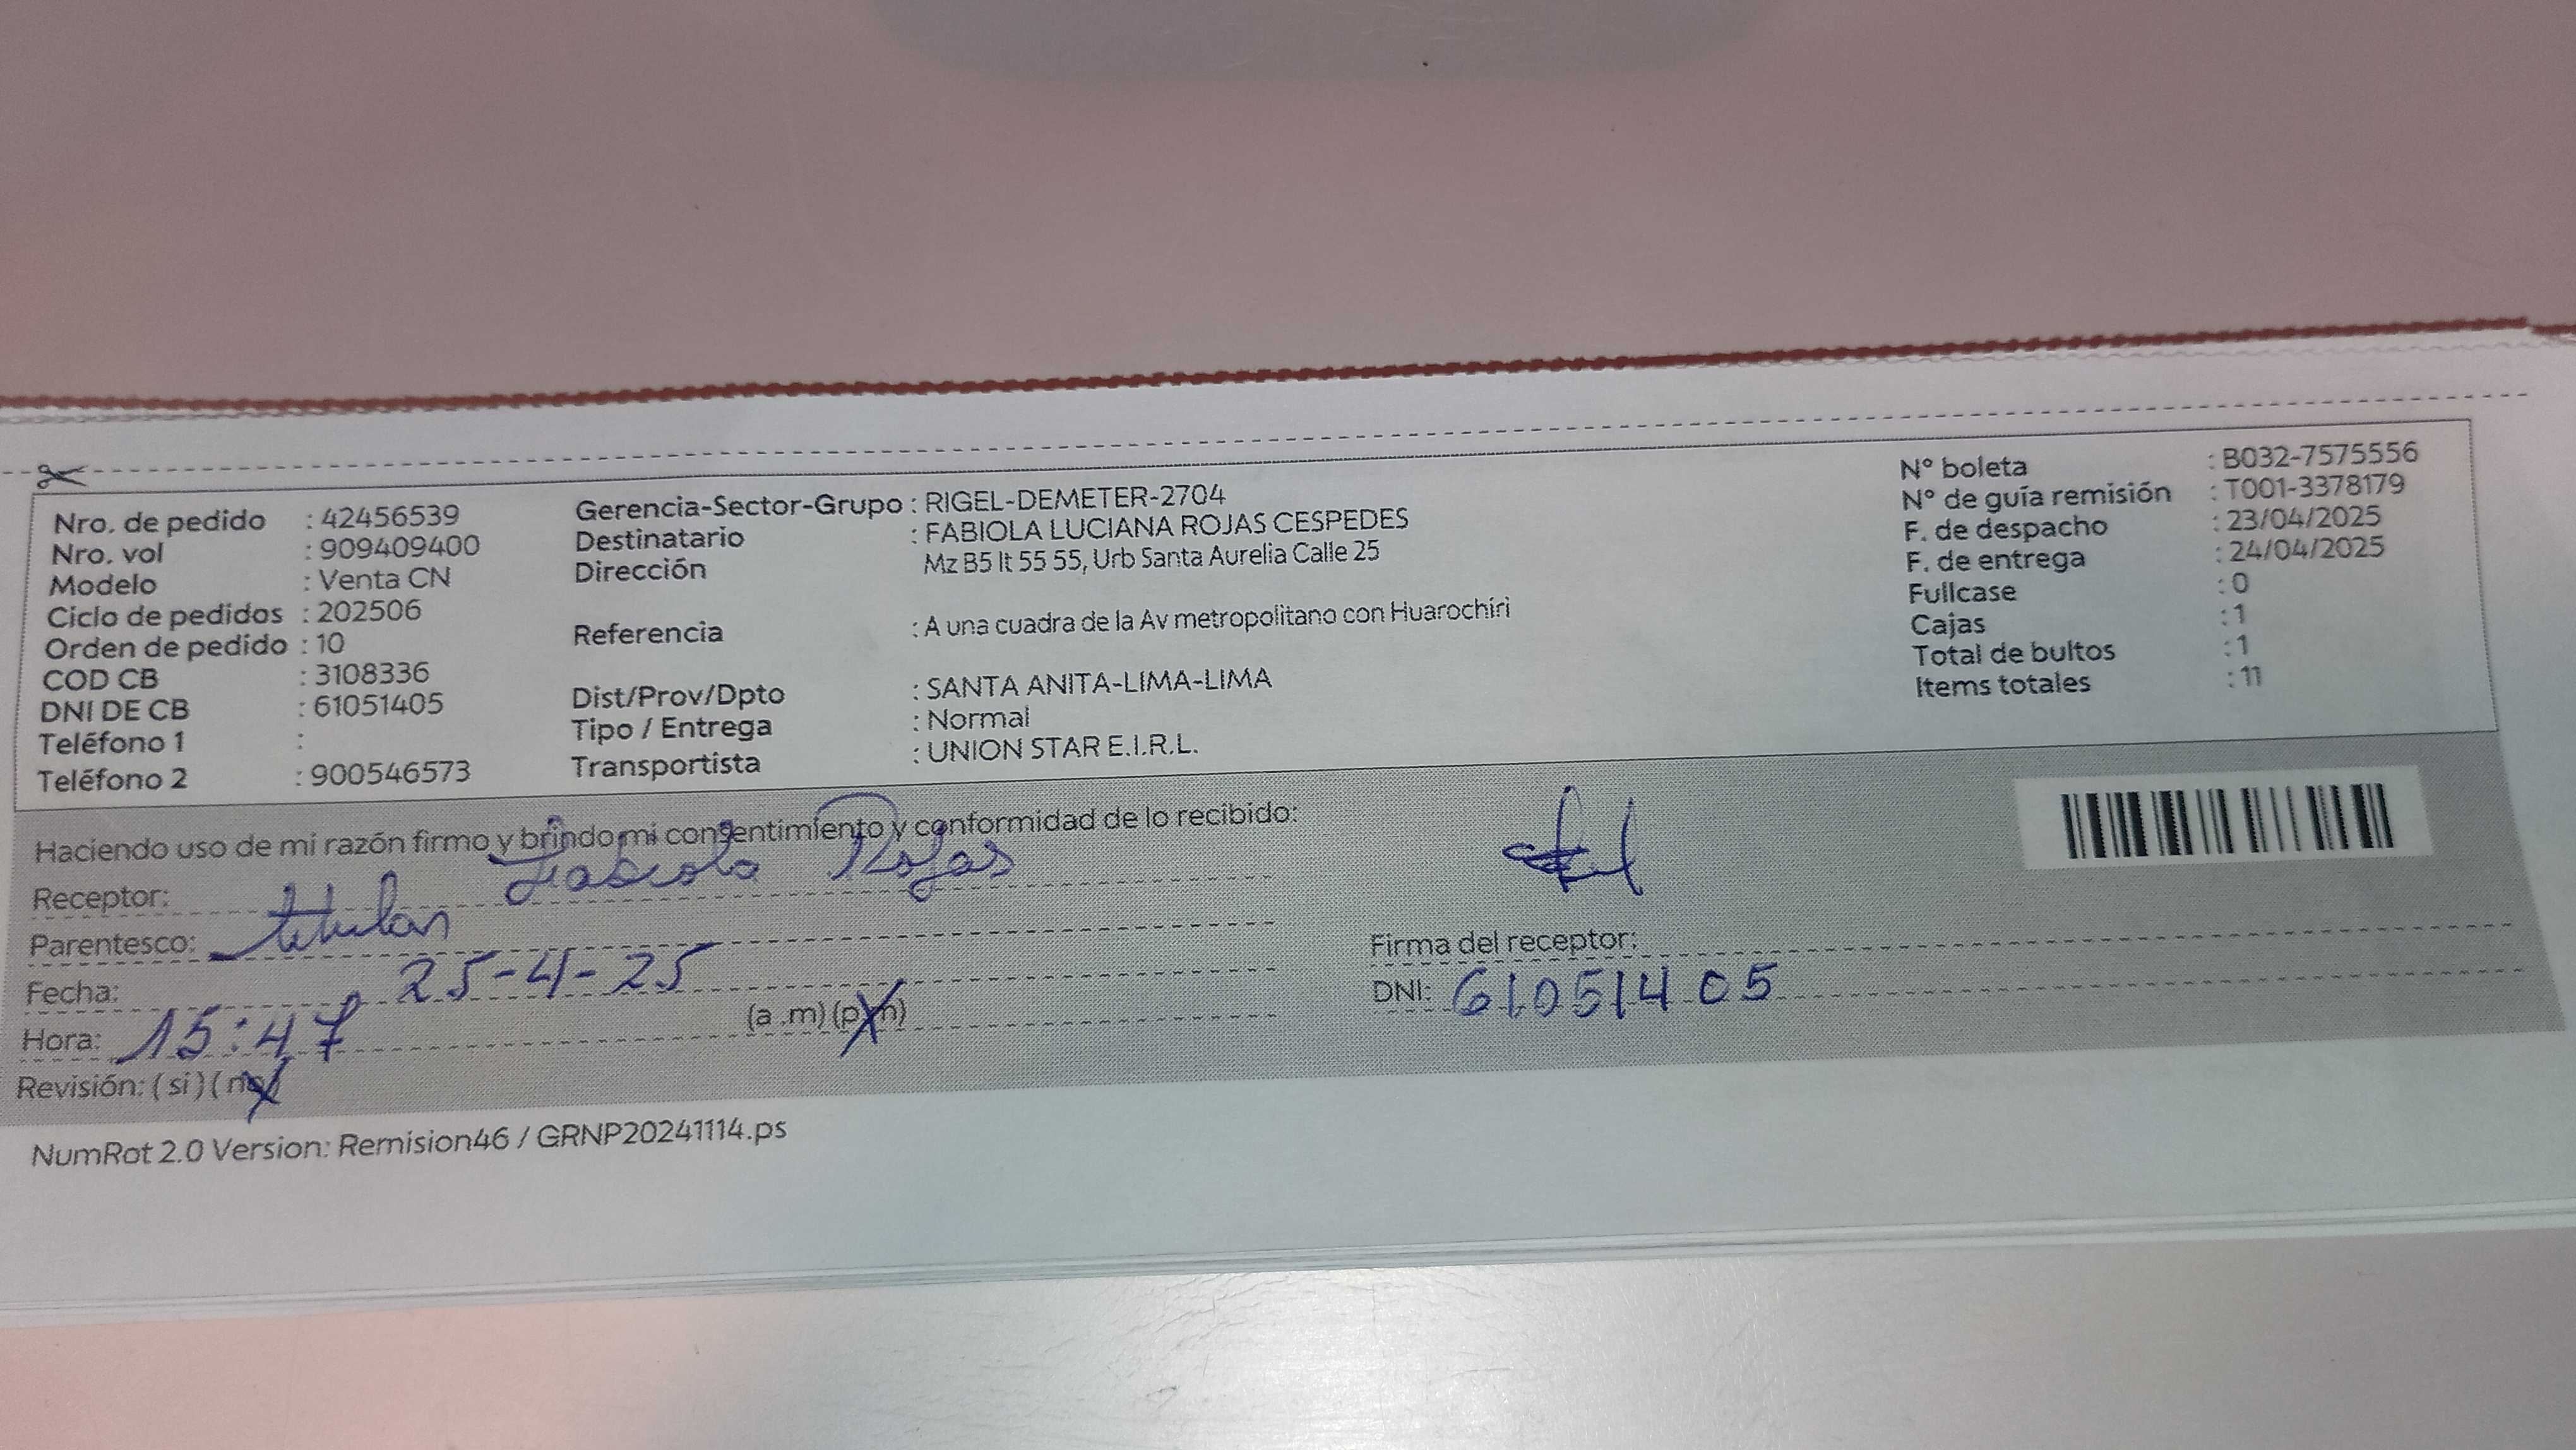 Nro. de pedido : 42456539
Nro. vol : 909409400
Modelo : Venta CN
Ciclo de pedidos : 202506
Orden de pedido : 10
COD CB : 3108336
DNI DE CB : 61051405
Teléfono 1 :
Teléfono 2 : 900546573
Gerencia-Sector-Grupo : RIGEL-DEMETER-2704
Destinatario : FABIOLA LUCIANA ROJAS CESPEDES
Dirección Mz B5 lt 55 55, Urb Santa Aurelia Calle 25
Referencia : A una cuadra de la Av metropolitano con Huarochiri
Dist/Prov/Dpto : SANTA ANITA-LIMA-LIMA
Tipo / Entrega : Normal
Transportista : UNION STAR E.I.R.L.
N° boleta : B032-7575556
N° de guía remisión : T001-3378179
F. de despacho : 23/04/2025
F. de entrega : 24/04/2025
Fullcase : 0
Cajas : 1
Total de bultos : 1
Items totales : 11
Haciendo uso de mi razón firmo y brindo mi consentimiento y conformidad de lo recibido:
Receptor: Fabiola Rojas
Parentesco: titular
Fecha: 25-4-25
Hora: 15:47 (a .m) (p.m)
Revisión: (si) (no)
Firma del receptor:
DNI: 61051405
NumRot 2.0 Version: Remision46 / GRNP20241114.ps